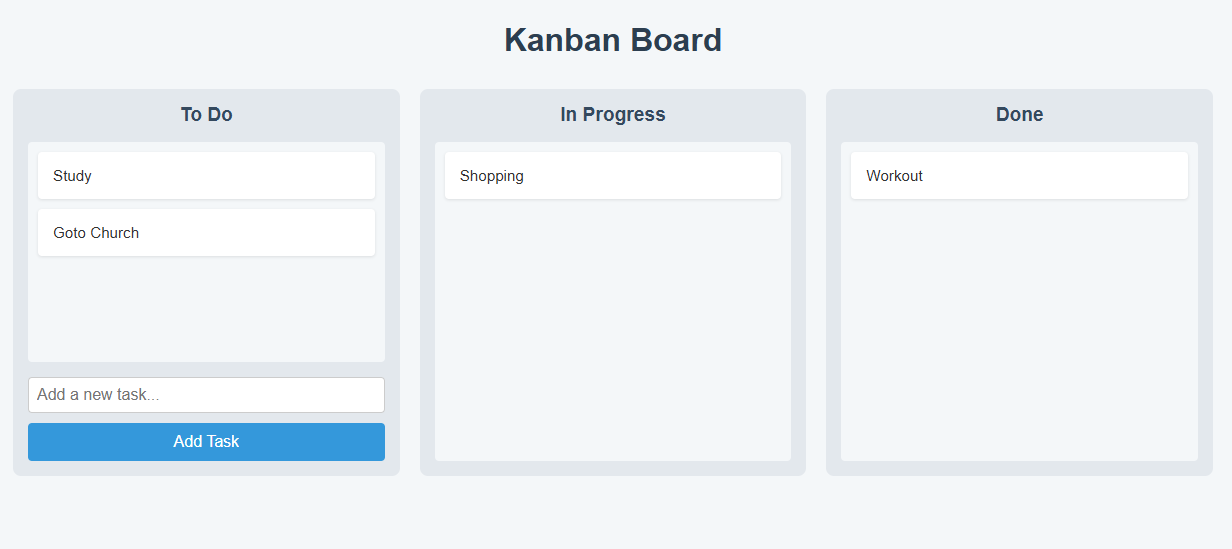 Kanban Board
To Do
Study
Goto Church
Add a new task...
Add Task
In Progress
Shopping
Done
Workout